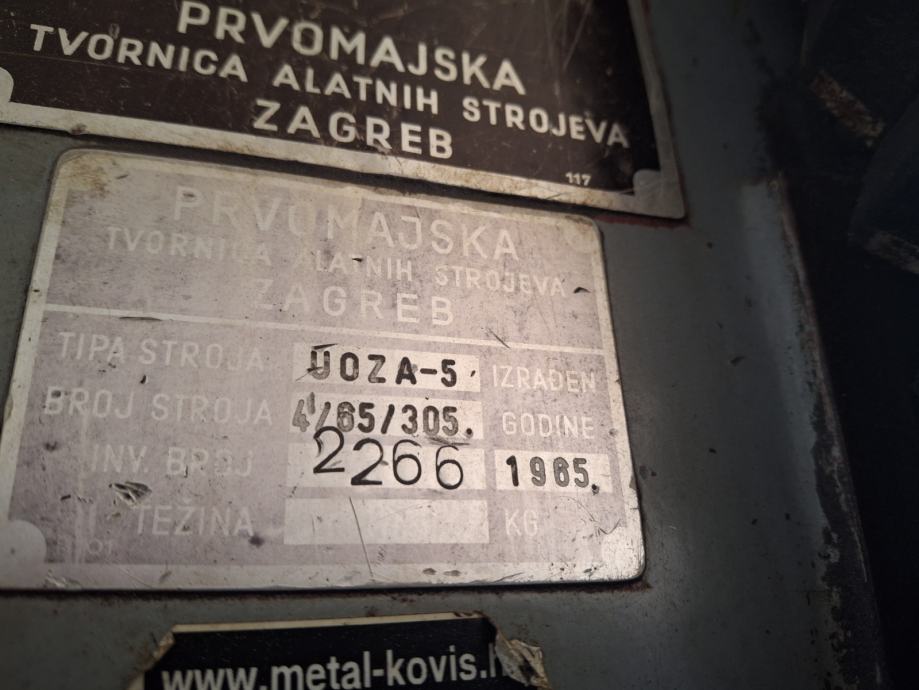 PRVOMAJSKA
TVORNICA ALATNIH STROJEVA
ZAGREB
117
PRVOMAJSKA
TVORNICA ALATNIH STROJEVA
ZAGREB
TIPA STROJA UOZA-5 IZRAĐEN
BROJ STROJA 4/65/305. GODINE
INV BROJ 2266 1965.
TEŽINA KG
01
www.metal-kovis.